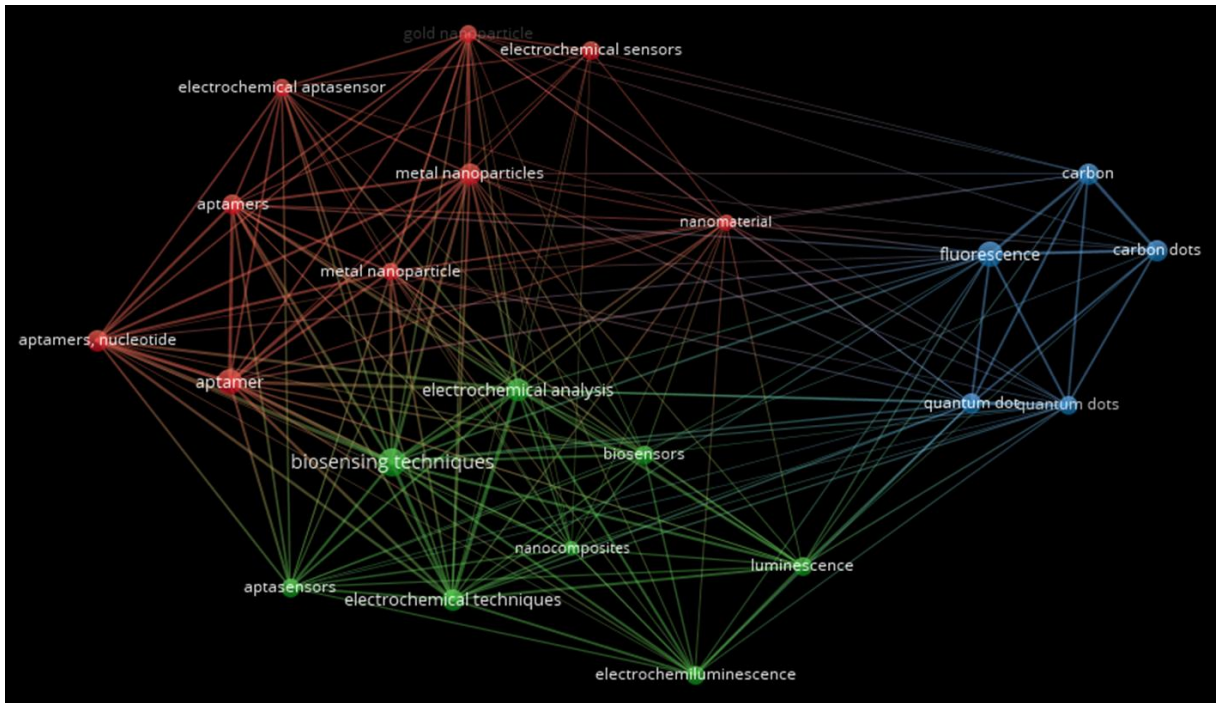 gold nanoparticle
electrochemical sensors
electrochemical aptasensor
metal nanoparticles
carbon
aptamers
nanomaterial
fluorescence
carbon dots
metal nanoparticle
aptamers, nucleotide
aptamer
electrochemical analysis
quantum dot
quantum dots
biosensing techniques
biosensors
nanocomposites
luminescence
aptasensors
electrochemical techniques
electrochemiluminescence